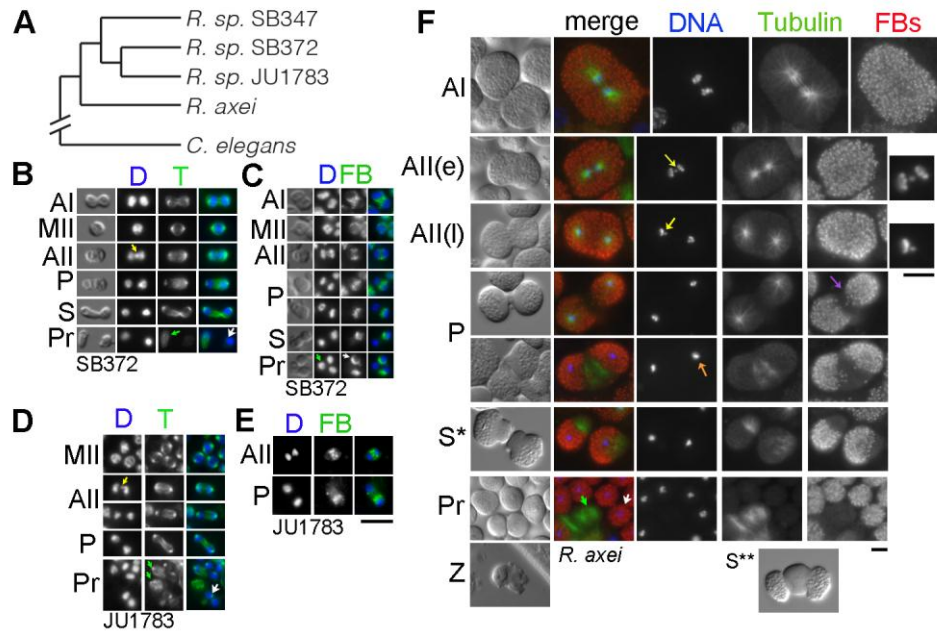 A
R. sp. SB347
R. sp. SB372
R. sp. JU1783
R. axei
C. elegans
B
D T
AI
MII
AII
P
S
Pr
SB372
C
D FB
AI
MII
AII
P
S
Pr
SB372
D
D T
MII
AII
P
Pr
JU1783
E
D FB
AII
P
JU1783
F
merge DNA Tubulin FBs
AI
AII(e)
AII(l)
P
S*
Pr
Z
R. axei
S**